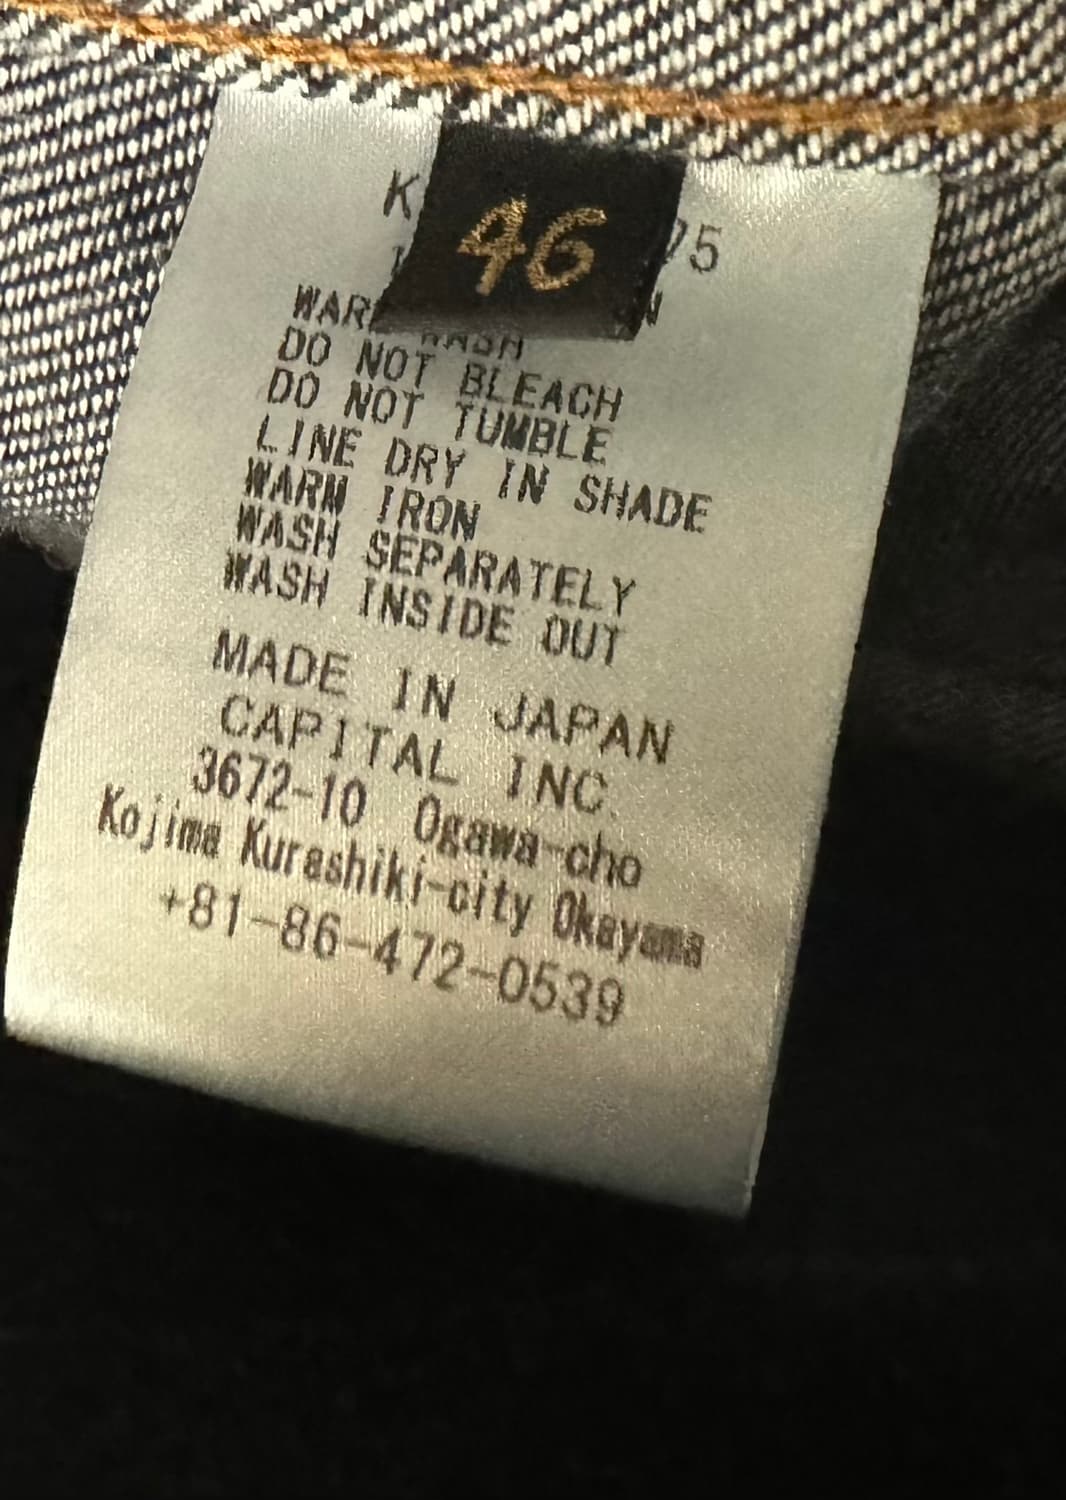 46
K 75
WARM WASH
DO NOT BLEACH
DO NOT TUMBLE
LINE DRY IN SHADE
WARM IRON
WASH SEPARATELY
WASH INSIDE OUT
MADE IN JAPAN
CAPITAL INC.
3672-10 Ogawa-cho
Kojima Kurashiki-city Okayama
+81-86-472-0539